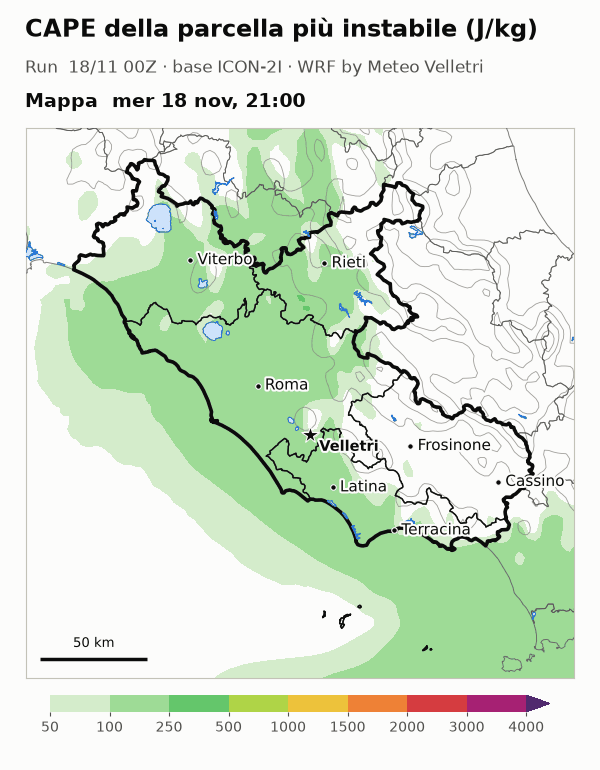 CAPE della parcella più instabile (J/kg)
Run  18/11 00Z · base ICON-2I · WRF by Meteo Velletri
Mappa  mer 18 nov, 21:00
Viterbo
Rieti
Roma
Velletri
Frosinone
Latina
Cassino
Terracina
50 km
50 100 250 500 1000 1500 2000 3000 4000